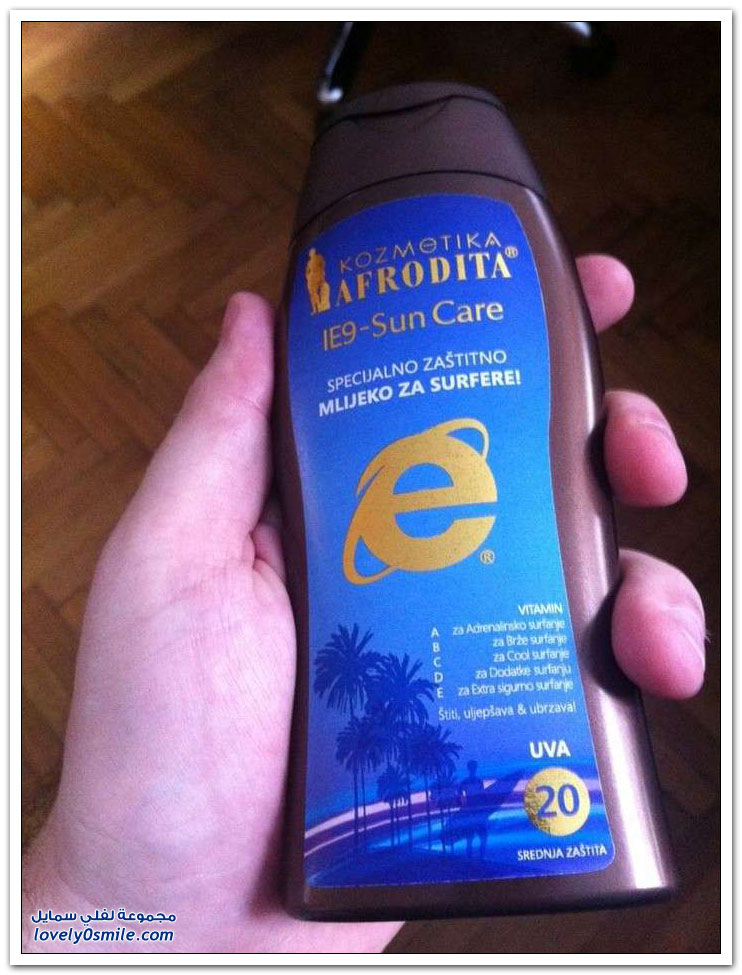 KOZMETIKA
AFRODITA®
IE9-Sun Care
SPECIJALNO ZAŠTITNO
MLIJEKO ZA SURFERE!
e
®
VITAMIN
A za Adrenalinsko surfanje
B za Brže surfanje
C za Cool surfanje
D za Dodatke surfanju
E za Extra sigurno surfanje
Štiti, uljepšava & ubrzava!
UVA
20
SREDNJA ZAŠTITA
مجموعة لفلي سمايل
lovely0smile.com